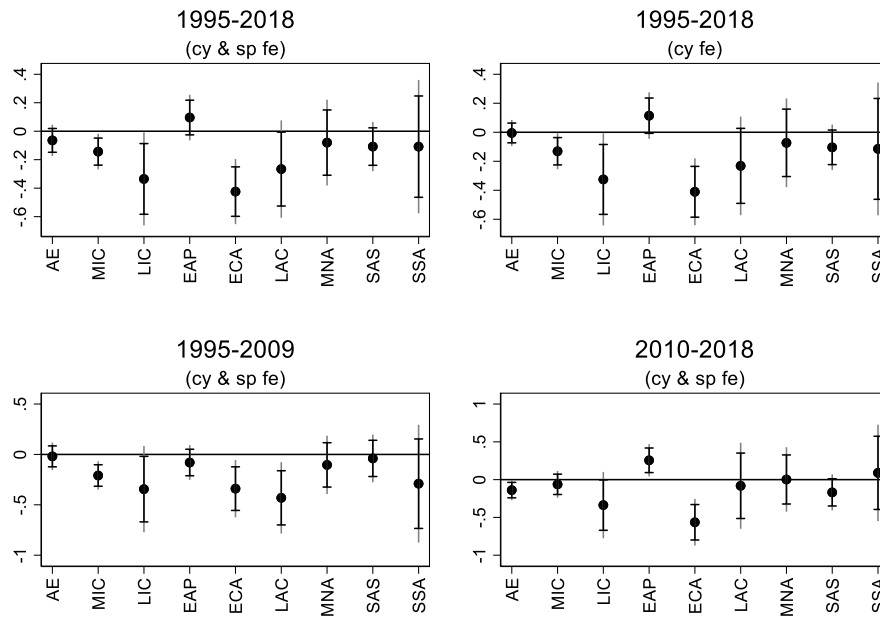 1995-2018
(cy & sp fe)
.4
.2
0
-.2
-.4
-.6
AE
MIC
LIC
EAP
ECA
LAC
MNA
SAS
SSA
1995-2018
(cy fe)
.4
.2
0
-.2
-.4
-.6
AE
MIC
LIC
EAP
ECA
LAC
MNA
SAS
SSA
1995-2009
(cy & sp fe)
.5
0
-.5
-1
AE
MIC
LIC
EAP
ECA
LAC
MNA
SAS
SSA
2010-2018
(cy & sp fe)
1
.5
0
-.5
-1
AE
MIC
LIC
EAP
ECA
LAC
MNA
SAS
SSA